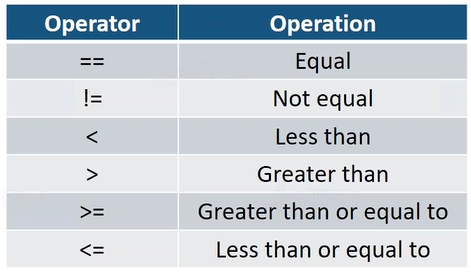 Operator Operation
== Equal
!= Not equal
< Less than
> Greater than
>= Greater than or equal to
<= Less than or equal to